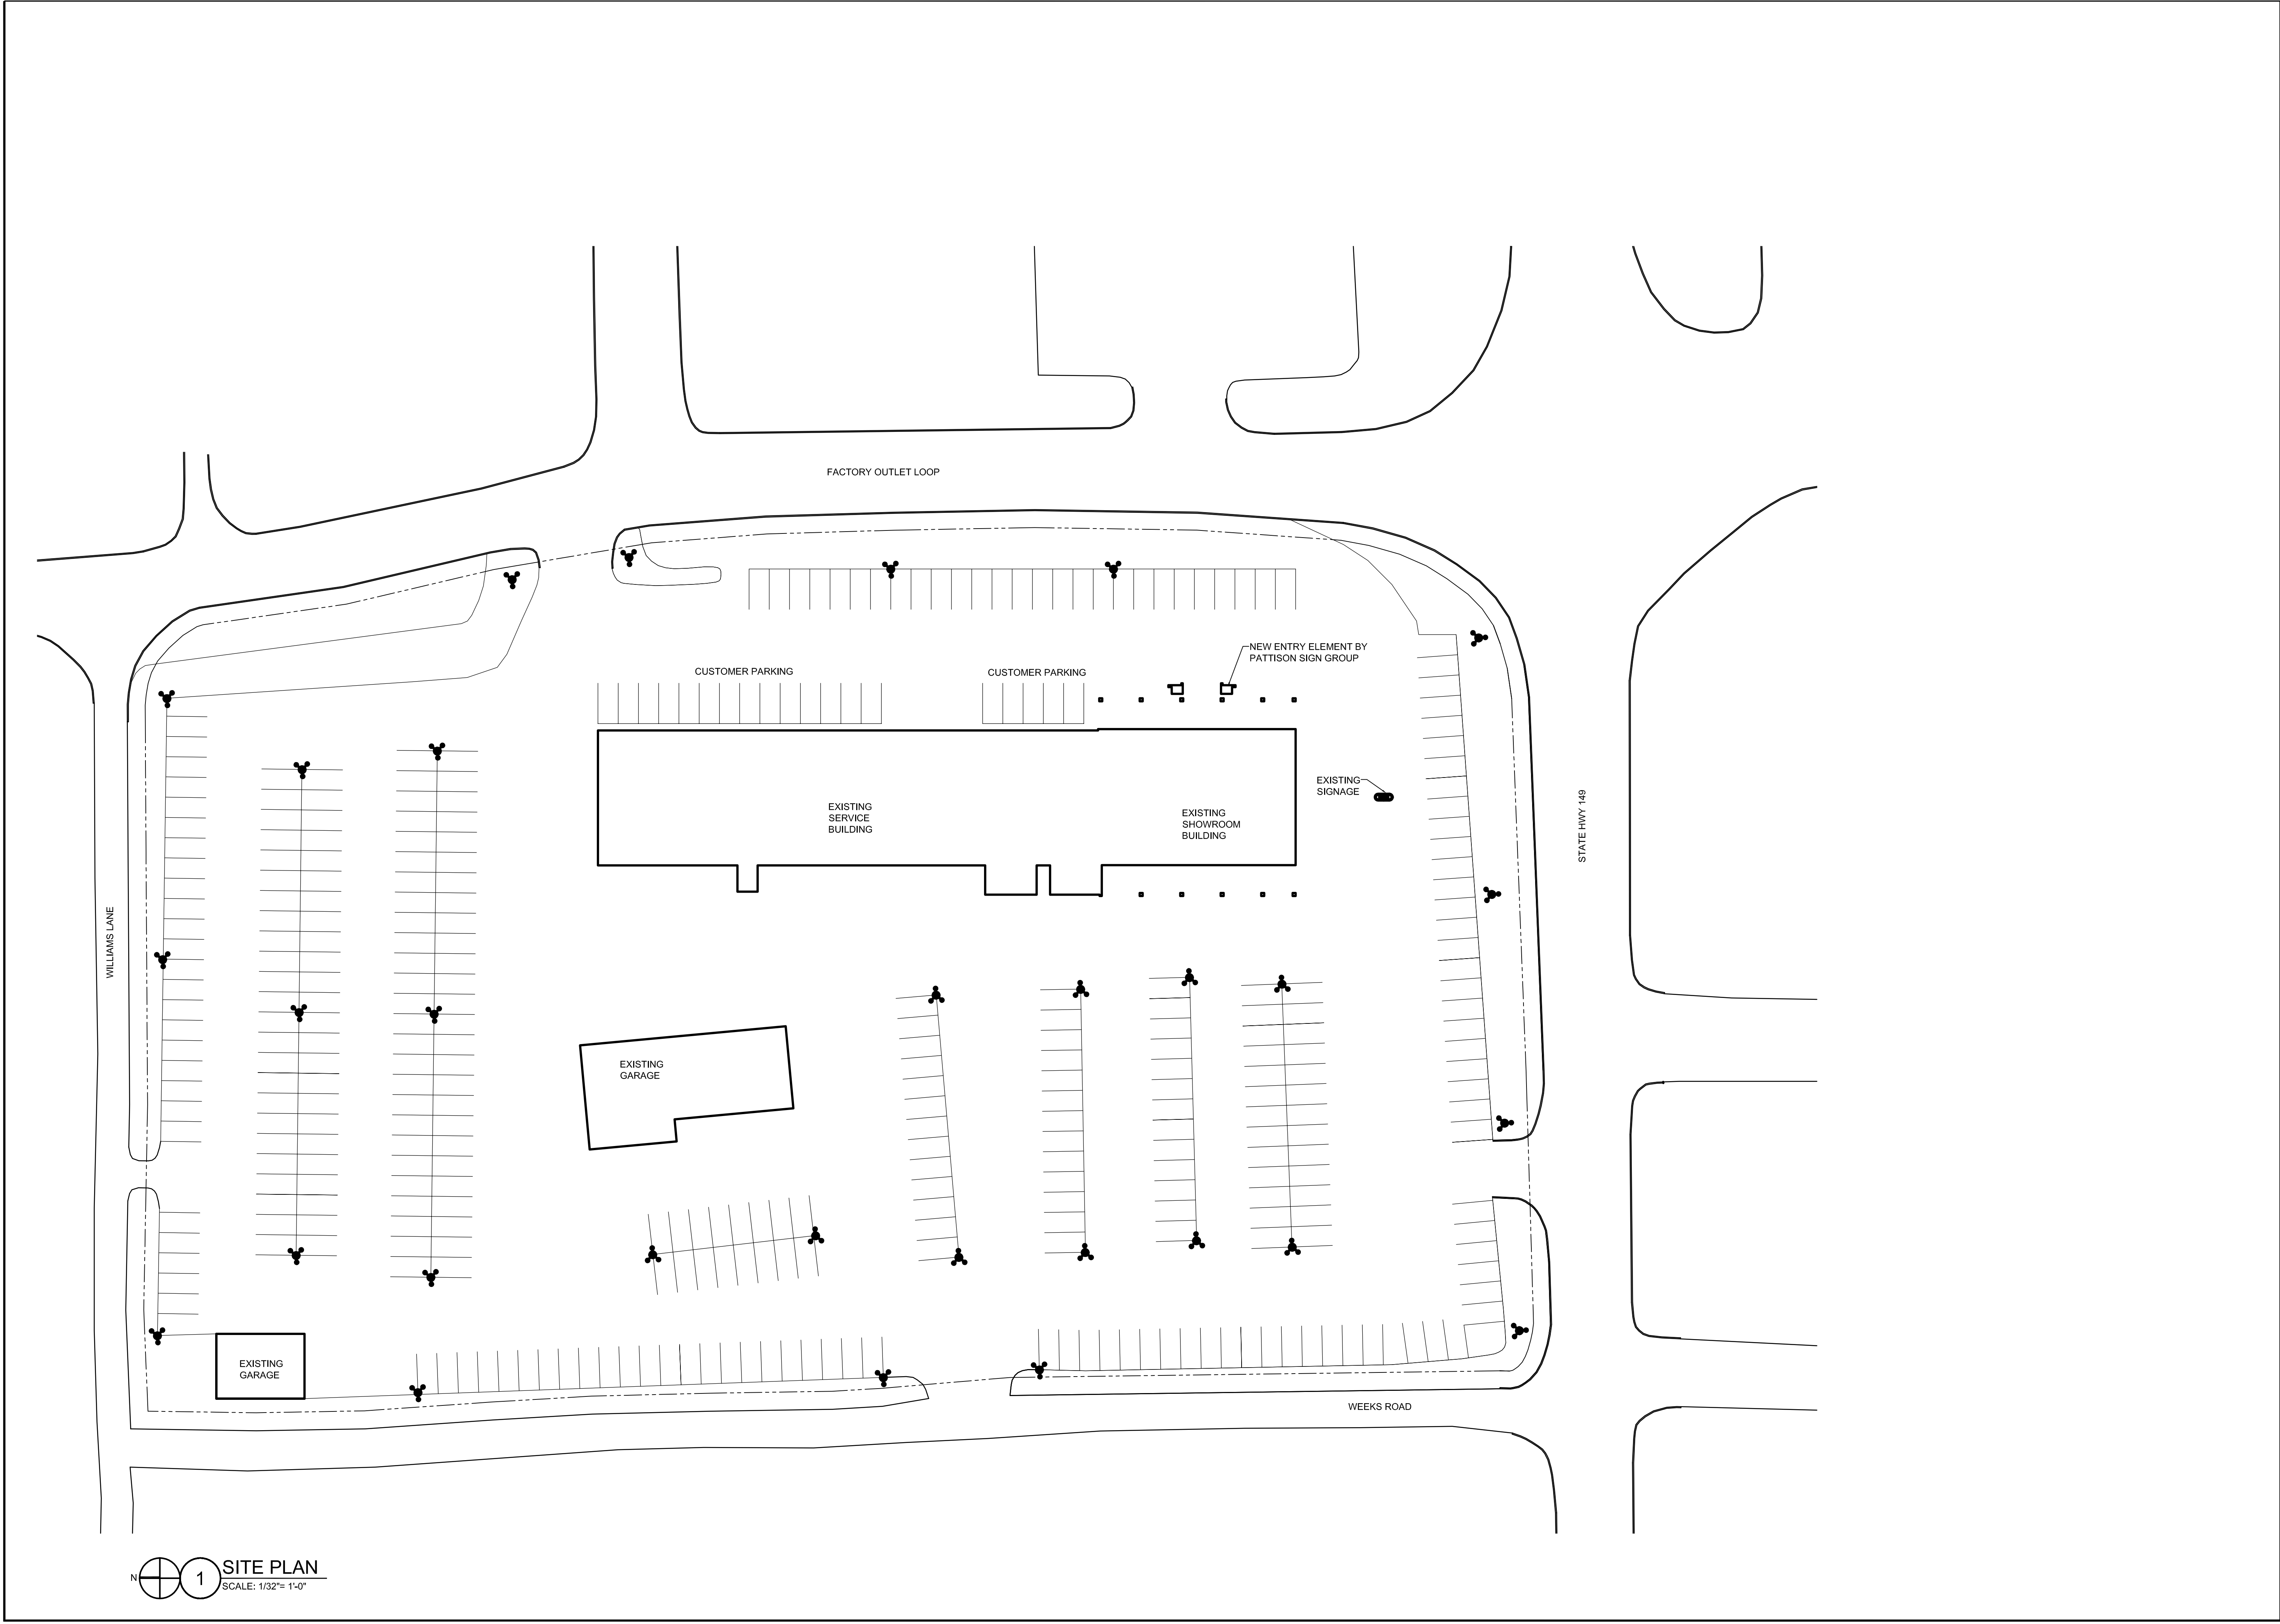 FACTORY OUTLET LOOP
NEW ENTRY ELEMENT BY
PATTISON SIGN GROUP
CUSTOMER PARKING
CUSTOMER PARKING
EXISTING
SIGNAGE
EXISTING
SERVICE
BUILDING
EXISTING
SHOWROOM
BUILDING
STATE HWY 149
WILLIAMS LANE
EXISTING
GARAGE
EXISTING
GARAGE
WEEKS ROAD
N
1
SITE PLAN
SCALE: 1/32"= 1'-0"